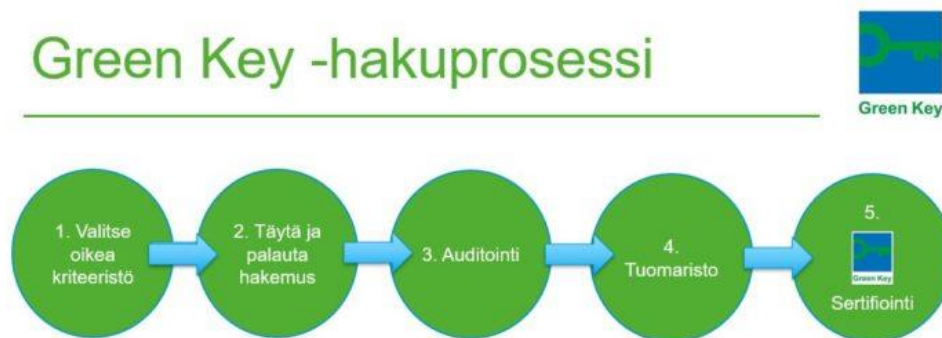 Green Key -hakuprosessi
Green Key
1. Valitse
oikea
kriteeristö
2. Täytä ja
palauta
hakemus
3. Auditointi
4.
Tuomaristo
5.
Green Key
Sertifiointi